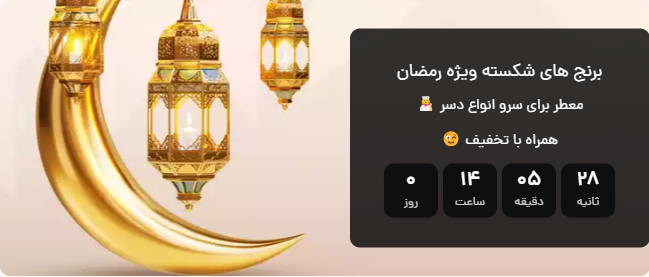 برنج های شکسته ویژه رمضان
معطر برای سرو انواع دسر 🧑‍🍳
همراه با تخفیف 😉
۲۸ ۰۵ ۱۴ ۰
ثانیه دقیقه ساعت روز